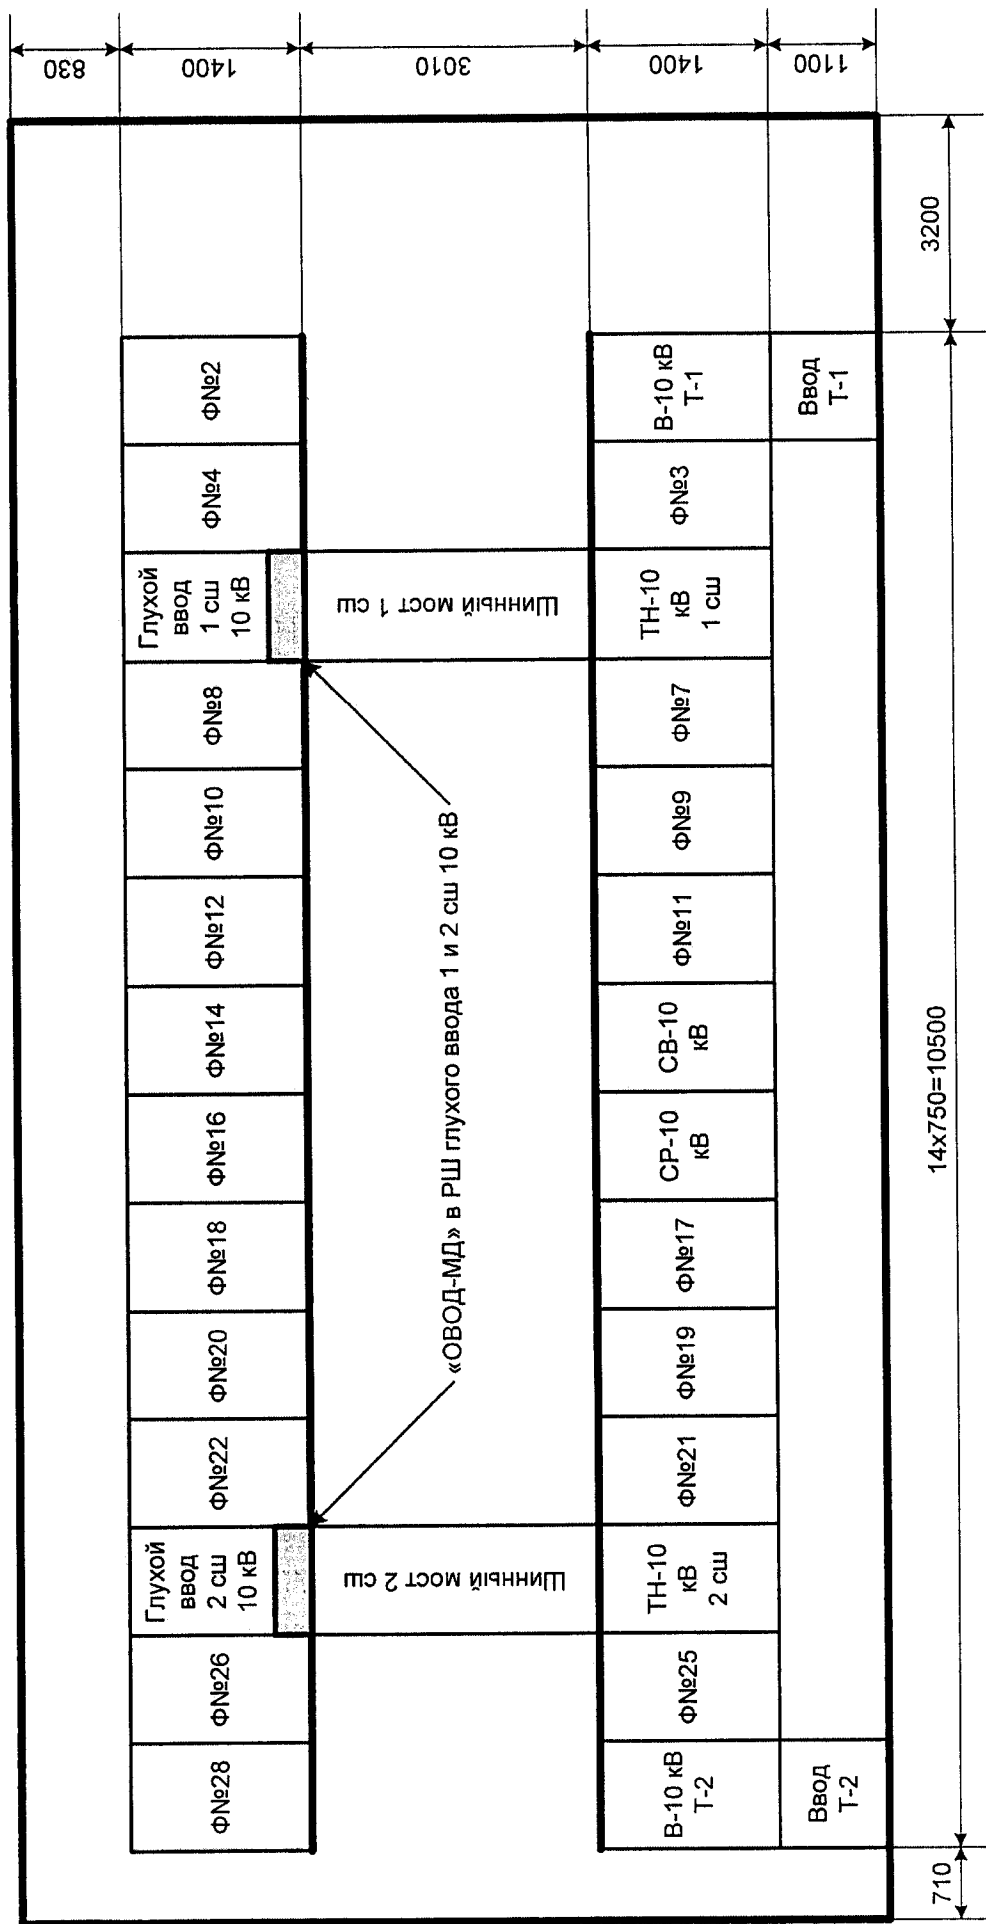 Ф№28
Ф№26
Глухой
ввод
2 сш
10 кВ
Ф№22
Ф№20
Ф№18
Ф№16
Ф№14
Ф№12
Ф№10
Ф№8
Глухой
ввод
1 сш
10 кВ
Ф№4
Ф№2
830
1400
3010
1400
1100
Шинный мост 2 сш
«ОВОД-МД» в РШ глухого ввода 1 и 2 сш 10 кВ
Шинный мост 1 сш
В-10 кВ
Т-2
Ф№25
ТН-10
кВ
2 сш
Ф№21
Ф№19
Ф№17
СР-10
кВ
СВ-10
кВ
Ф№11
Ф№9
Ф№7
ТН-10
кВ
1 сш
Ф№3
В-10 кВ
Т-1
Ввод
Т-2
Ввод
Т-1
710
14x750=10500
3200